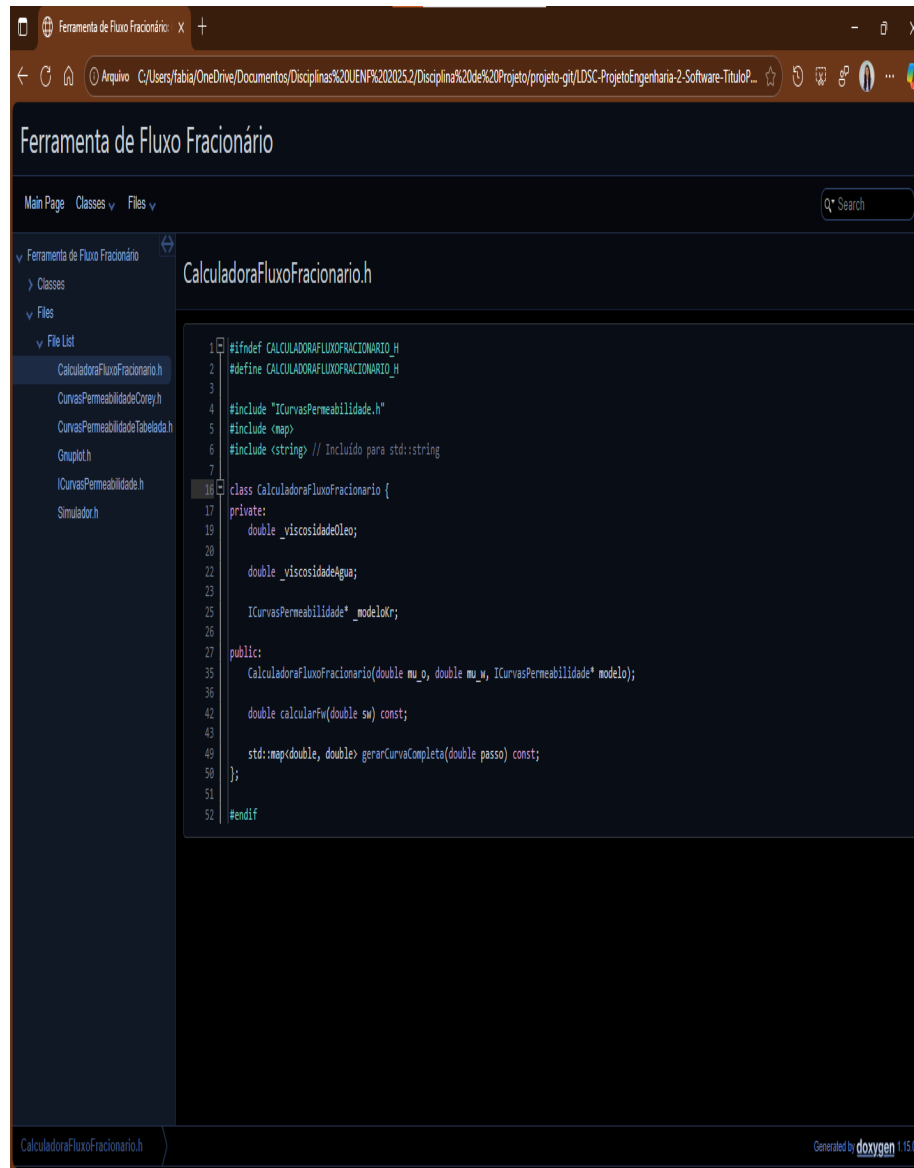 Ferramenta de Fluxo Fracionário:
Arquivo C:/Users/fabia/OneDrive/Documentos/Disciplinas%20UENF%202025.2/Disciplina%20de%20Projeto/projeto-git/LDSC-ProjetoEngenharia-2-Software-TituloP...
Ferramenta de Fluxo Fracionário
Main Page Classes Files
Search
Ferramenta de Fluxo Fracionário
Classes
Files
File List
CalculadoraFluxoFracionario.h
CurvasPermeabilidadeCorey.h
CurvasPermeabilidadeTabelada.h
Gnuplot.h
ICurvasPermeabilidade.h
Simulador.h
CalculadoraFluxoFracionario.h
1 #ifndef CALCULADORAFLUXOFRACIONARIO_H
2 #define CALCULADORAFLUXOFRACIONARIO_H
3
4 #include "ICurvasPermeabilidade.h"
5 #include <map>
6 #include <string> // Incluído para std::string
7
16 class CalculadoraFluxoFracionario {
17 private:
19 double _viscosidadeOleo;
20
22 double _viscosidadeAgua;
23
25 ICurvasPermeabilidade* _modeloKr;
26
27 public:
35 CalculadoraFluxoFracionario(double mu_o, double mu_w, ICurvasPermeabilidade* modelo);
36
42 double calcularFw(double sw) const;
43
49 std::map<double, double> gerarCurvaCompleta(double passo) const;
50 };
51
52 #endif
CalculadoraFluxoFracionario.h
Generated by doxygen 1.15.0